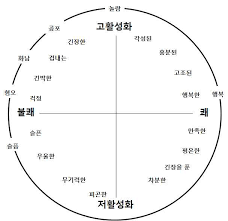 놀람
고활성화
공포
긴장한
각성된
겁내는
흥분된
화남
긴박한
고조된
혐오
걱정
행복한
행복
불쾌
쾌
슬픈
만족한
슬픔
우울한
평온한
긴장을 푼
무기력한
차분한
피곤한
저활성화